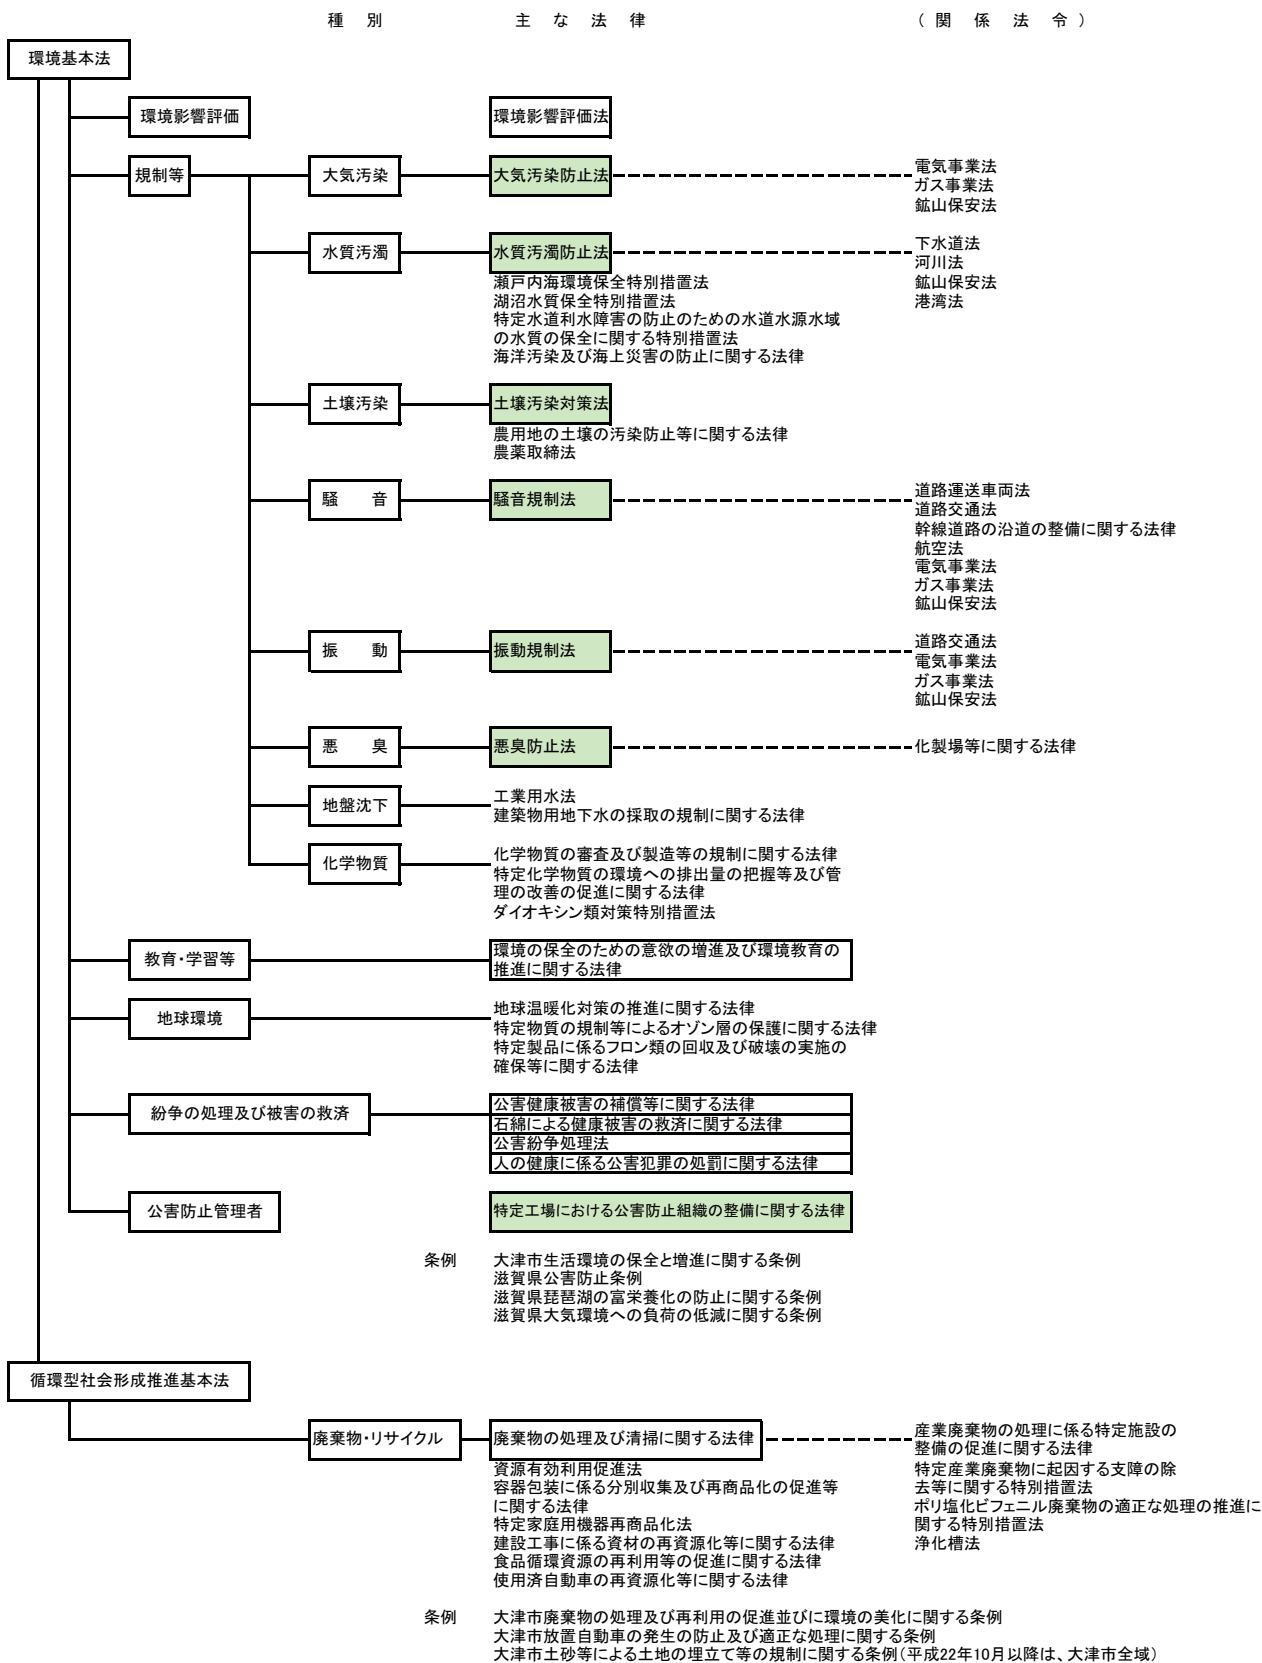 種別 主な法律 (関係法令)
環境基本法
環境影響評価 環境影響評価法
規制等 大気汚染 大気汚染防止法 電気事業法
ガス事業法
鉱山保安法
水質汚濁 水質汚濁防止法 下水道法
河川法
瀬戸内海環境保全特別措置法 鉱山保安法
湖沼水質保全特別措置法 港湾法
特定水道利水障害の防止のための水道水源水域
の水質の保全に関する特別措置法
海洋汚染及び海上災害の防止に関する法律
土壌汚染 土壌汚染対策法
農用地の土壌の汚染防止等に関する法律
農薬取締法
騒音 騒音規制法 道路運送車両法
道路交通法
幹線道路の沿道の整備に関する法律
航空法
電気事業法
ガス事業法
鉱山保安法
振動 振動規制法 道路交通法
電気事業法
ガス事業法
鉱山保安法
悪臭 悪臭防止法 化製場等に関する法律
地盤沈下 工業用水法
建築物用地下水の採取の規制に関する法律
化学物質 化学物質の審査及び製造等の規制に関する法律
特定化学物質の環境への排出量の把握等及び管
理の改善の促進に関する法律
ダイオキシン類対策特別措置法
教育・学習等 環境の保全のための意欲の増進及び環境教育の
推進に関する法律
地球環境 地球温暖化対策の推進に関する法律
特定物質の規制等によるオゾン層の保護に関する法律
特定製品に係るフロン類の回収及び破壊の実施の
確保等に関する法律
紛争の処理及び被害の救済 公害健康被害の補償等に関する法律
石綿による健康被害の救済に関する法律
公害紛争処理法
人の健康に係る公害犯罪の処罰に関する法律
公害防止管理者 特定工場における公害防止組織の整備に関する法律
条例 大津市生活環境の保全と増進に関する条例
滋賀県公害防止条例
滋賀県琵琶湖の富栄養化の防止に関する条例
滋賀県大気環境への負荷の低減に関する条例
循環型社会形成推進基本法
廃棄物・リサイクル 廃棄物の処理及び清掃に関する法律 産業廃棄物の処理に係る特定施設の
整備の促進に関する法律
資源有効利用促進法 特定産業廃棄物に起因する支障の除
容器包装に係る分別収集及び再商品化の促進等 去等に関する特別措置法
に関する法律 ポリ塩化ビフェニル廃棄物の適正な処理の推進に
特定家庭用機器再商品化法 関する特別措置法
建設工事に係る資材の再資源化等に関する法律 浄化槽法
食品循環資源の再利用等の促進に関する法律
使用済自動車の再資源化等に関する法律
条例 大津市廃棄物の処理及び再利用の促進並びに環境の美化に関する条例
大津市放置自動車の発生の防止及び適正な処理に関する条例
大津市土砂等による土地の埋立て等の規制に関する条例(平成22年10月以降は、大津市全域)